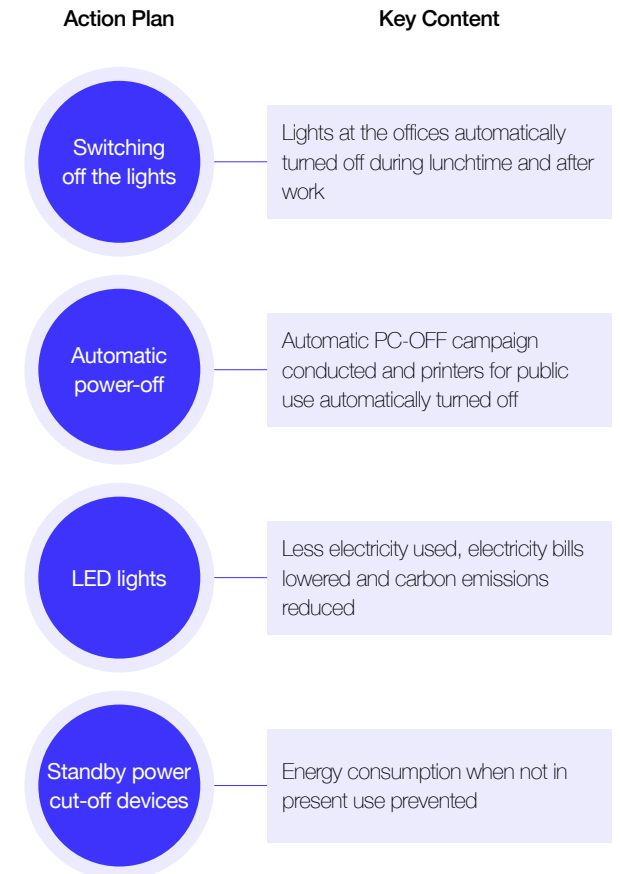 Action Plan
Key Content
Switching
off the lights
Lights at the offices automatically
turned off during lunchtime and after
work
Automatic
power-off
Automatic PC-OFF campaign
conducted and printers for public
use automatically turned off
LED lights
Less electricity used, electricity bills
lowered and carbon emissions
reduced
Standby power
cut-off devices
Energy consumption when not in
present use prevented